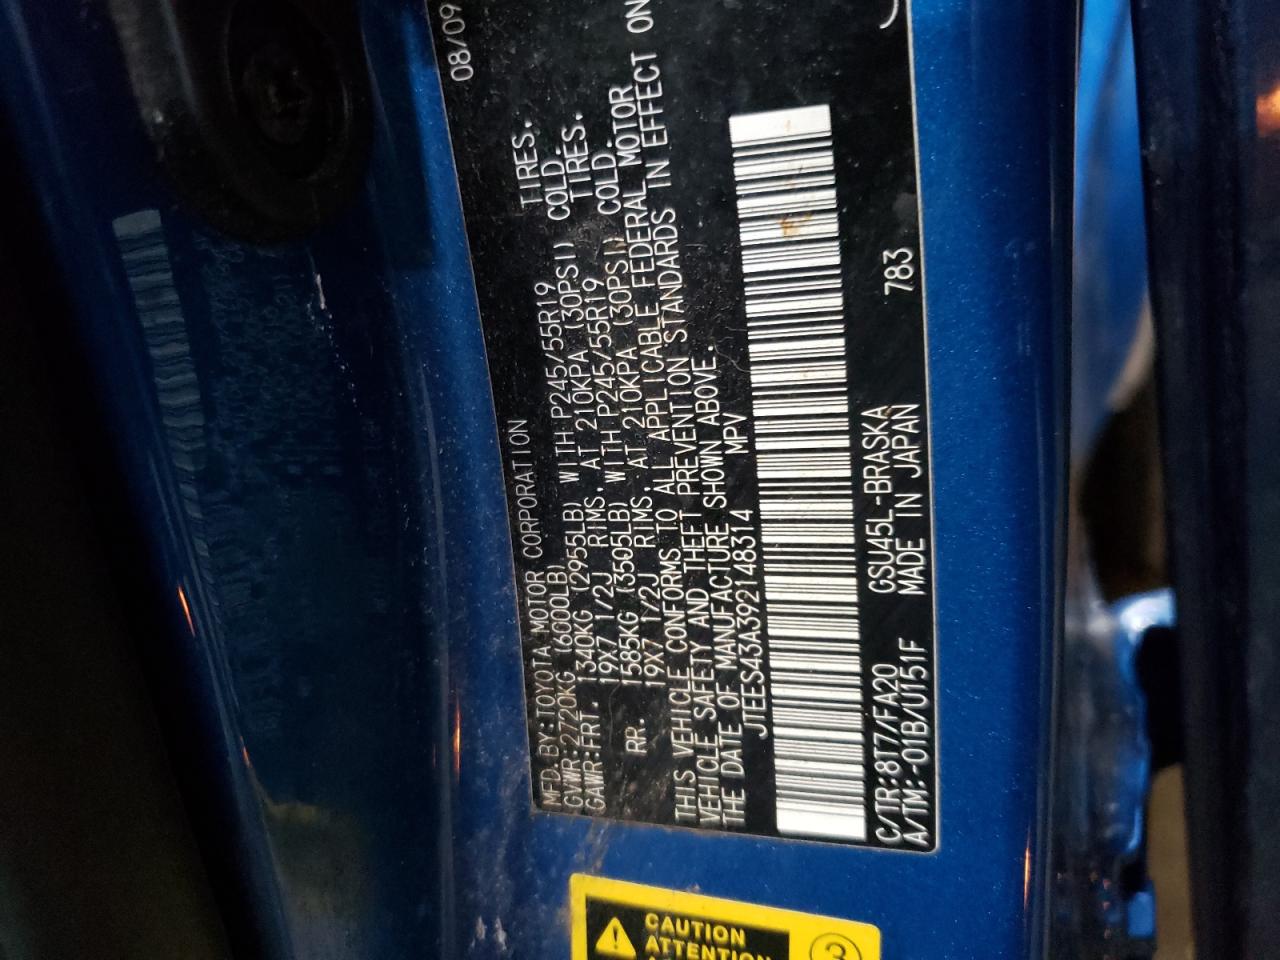 MFD. BY: TOYOTA MOTOR CORPORATION 08/09
GVWR: 2720KG (6000LB)
GAWR: FRT. 1340KG (2955LB) WITH P245/55R19 TIRES.
19X7 1/2J RIMS, AT 210KPA (30PSI) COLD.
RR. 1585KG (3505LB) WITH P245/55R19 TIRES.
19X7 1/2J RIMS, AT 210KPA (30PSI) COLD.
THIS VEHICLE CONFORMS TO ALL APPLICABLE FEDERAL MOTOR
VEHICLE SAFETY AND THEFT PREVENTION STANDARDS IN EFFECT ON
THE DATE OF MANUFACTURE SHOWN ABOVE.
JTEES43A392148314 MPV
C/TR: 8T7/FA20 GSU45L-BRASKA 783
A/TM: -01B/U151F MADE IN JAPAN
CAUTION
ATTENTION
3